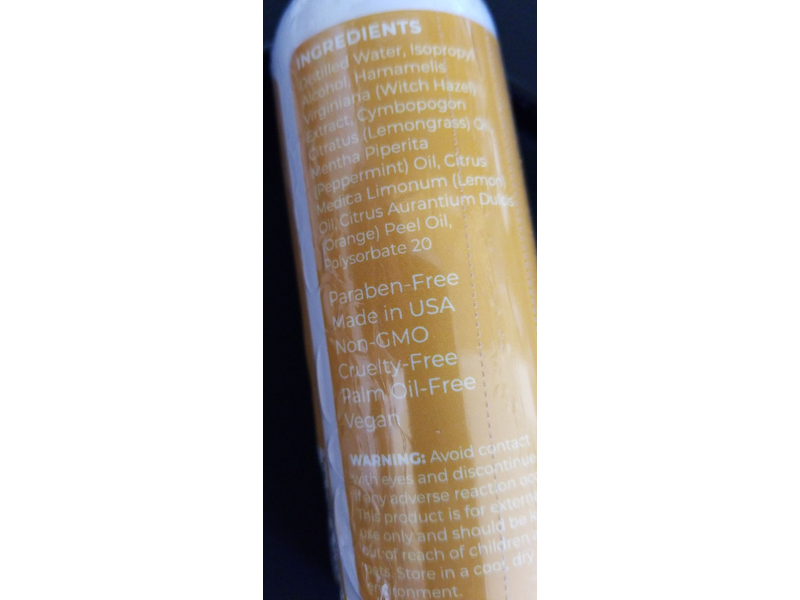 INGREDIENTS
Distilled Water, Isopropyl
Alcohol, Hamamelis
Virginiana (Witch Hazel)
Extract, Cymbopogon
Citratus (Lemongrass) Oil,
Mentha Piperita
(Peppermint) Oil, Citrus
Medica Limonum (Lemon)
Oil, Citrus Aurantium Dulcis
(Orange) Peel Oil,
Polysorbate 20
Paraben-Free
Made in USA
Non-GMO
Cruelty-Free
Palm Oil-Free
Vegan
WARNING: Avoid contact
with eyes and discontinue
if any adverse reaction
This product is for
use only and should be
out of reach of children
pets. Store in a cool, dry
environment.